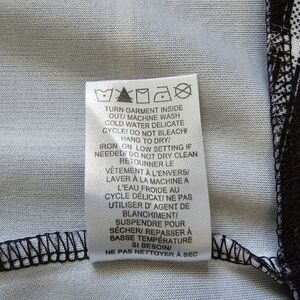 TURN GARMENT INSIDE
OUT/ MACHINE WASH
COLD WATER DELICATE
CYCLE/ DO NOT BLEACH/
HANG TO DRY/
IRON ON LOW SETTING IF
NEEDED/ DO NOT DRY CLEAN
RETOURNER LE
VÊTEMENT À L'ENVERS/
LAVER À LA MACHINE A
L'EAU FROIDE AU
CYCLE DÉLICAT/ NE PAS
UTILISER D' AGENT DE
BLANCHIMENT/
SUSPENDRE POUR
SÉCHER/ REPASSER À
BASSE TEMPÉRATURE
SI BESOIN/
NE PAS NETTOYER À SEC